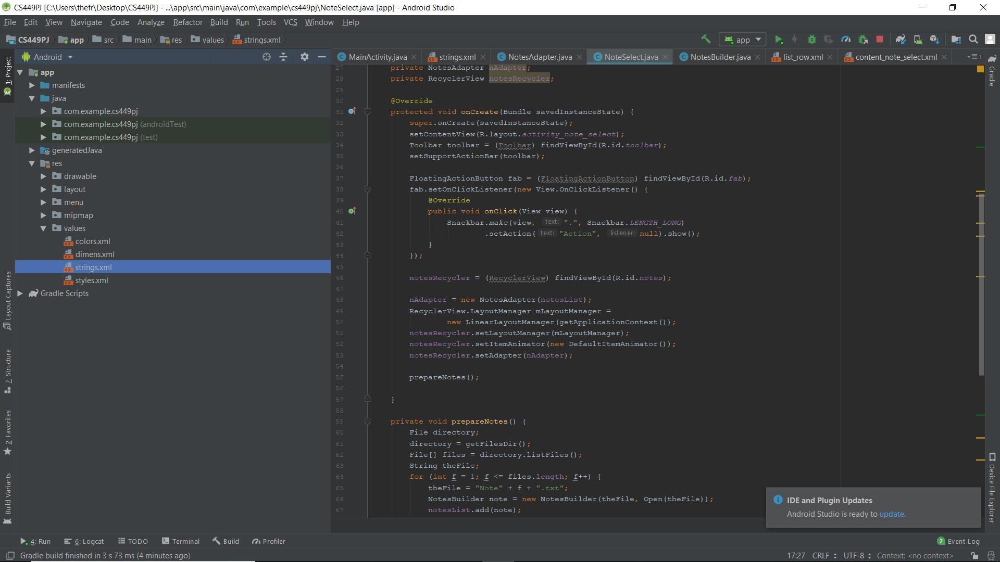 CS449PJ [C:\Users\thefr\Desktop\CS449PJ] - ...\app\src\main\java\com\example\cs449pj\NoteSelect.java [app] - Android Studio
File Edit View Navigate Code Analyze Refactor Build Run Tools VCS Window Help
CS449PJ app src main res values strings.xml app
Android
MainActivity.java strings.xml NotesAdapter.java NoteSelect.java NotesBuilder.java list_row.xml content_note_select.xml 1
1: Project
Layout Captures
7: Structure
2: Favorites
Build Variants
app
manifests
java
com.example.cs449pj
com.example.cs449pj (androidTest)
com.example.cs449pj (test)
generatedJava
res
drawable
layout
menu
mipmap
values
colors.xml
dimens.xml
strings.xml
styles.xml
Gradle Scripts
27 private NotesAdapter nAdapter;
28 private RecyclerView notesRecycler;
29
30 @Override
31 protected void onCreate(Bundle savedInstanceState) {
32 super.onCreate(savedInstanceState);
33 setContentView(R.layout.activity_note_select);
34 Toolbar toolbar = (Toolbar) findViewById(R.id.toolbar);
35 setSupportActionBar(toolbar);
36
37 FloatingActionButton fab = (FloatingActionButton) findViewById(R.id.fab);
38 fab.setOnClickListener(new View.OnClickListener() {
39 @Override
40 public void onClick(View view) {
41 Snackbar.make(view, text: ".", Snackbar.LENGTH_LONG)
42 .setAction( text: "Action", listener: null).show();
43 }
44 });
45
46 notesRecycler = (RecyclerView) findViewById(R.id.notes);
47
48 nAdapter = new NotesAdapter(notesList);
49 RecyclerView.LayoutManager mLayoutManager =
50 new LinearLayoutManager(getApplicationContext());
51 notesRecycler.setLayoutManager(mLayoutManager);
52 notesRecycler.setItemAnimator(new DefaultItemAnimator());
53 notesRecycler.setAdapter(nAdapter);
54
55 prepareNotes();
56
57 }
58
59 private void prepareNotes() {
60 File directory;
61 directory = getFilesDir();
62 File[] files = directory.listFiles();
63 String theFile;
64 for (int f = 1; f <= files.length; f++) {
65 theFile = "Note" + f + ".txt";
66 NotesBuilder note = new NotesBuilder(theFile, Open(theFile));
67 notesList.add(note);
Gradle
Device File Explorer
IDE and Plugin Updates
Android Studio is ready to update.
4: Run 6: Logcat TODO Terminal Build Profiler 2 Event Log
Gradle build finished in 3 s 73 ms (4 minutes ago) 17:27 CRLF UTF-8 Context: <no context>